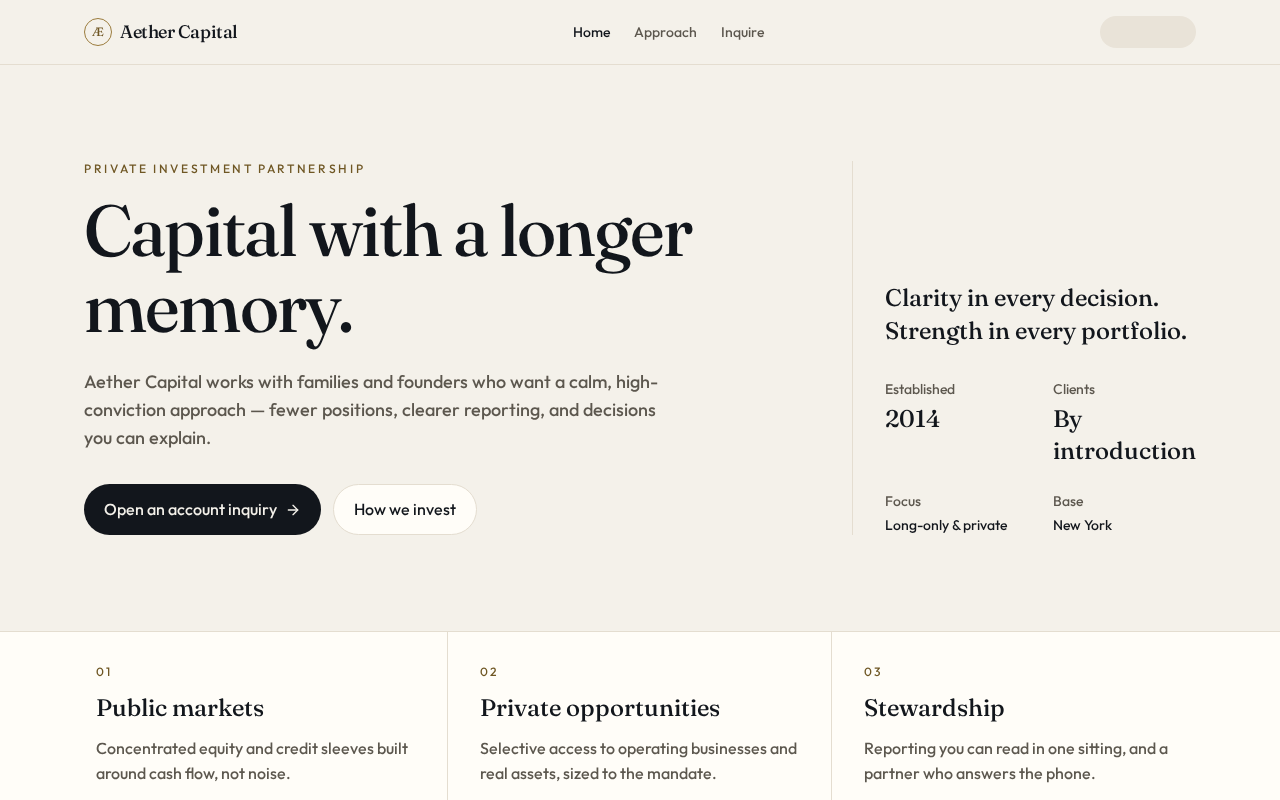 Æ Aether Capital
Home Approach Inquire
PRIVATE INVESTMENT PARTNERSHIP
Capital with a longer
memory.
Aether Capital works with families and founders who want a calm, high-
conviction approach — fewer positions, clearer reporting, and decisions
you can explain.
Open an account inquiry →
How we invest
Clarity in every decision.
Strength in every portfolio.
Established
2014
Clients
By
introduction
Focus
Long-only & private
Base
New York
01
Public markets
Concentrated equity and credit sleeves built
around cash flow, not noise.
02
Private opportunities
Selective access to operating businesses and
real assets, sized to the mandate.
03
Stewardship
Reporting you can read in one sitting, and a
partner who answers the phone.